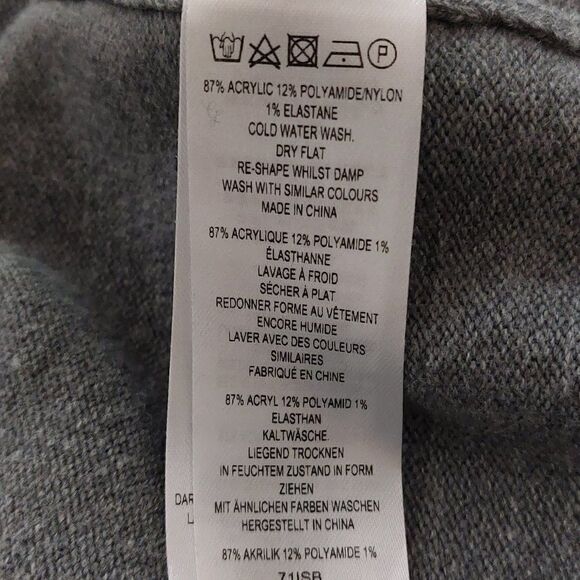 P
87% ACRYLIC 12% POLYAMIDE/NYLON
1% ELASTANE
COLD WATER WASH.
DRY FLAT
RE-SHAPE WHILST DAMP
WASH WITH SIMILAR COLOURS
MADE IN CHINA
87% ACRYLIQUE 12% POLYAMIDE 1%
ÉLASTHANNE
LAVAGE À FROID
SÉCHER À PLAT
REDONNER FORME AU VÊTEMENT
ENCORE HUMIDE
LAVER AVEC DES COULEURS
SIMILAIRES
FABRIQUÉ EN CHINE
87% ACRYL 12% POLYAMID 1%
ELASTHAN
KALTWÄSCHE.
LIEGEND TROCKNEN
IN FEUCHTEM ZUSTAND IN FORM
ZIEHEN
MIT ÄHNLICHEN FARBEN WASCHEN
HERGESTELLT IN CHINA
87% AKRILIK 12% POLYAMIDE 1%
DAR